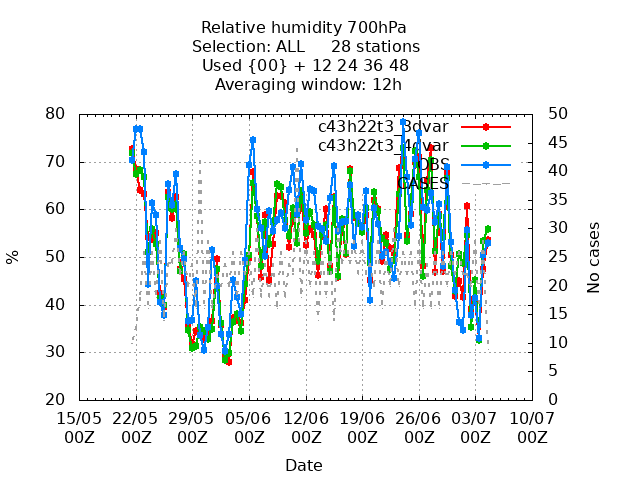 Relative humidity 700hPa
Selection: ALL 28 stations
Used {00} + 12 24 36 48
Averaging window: 12h
c43h22t3_3dvar
c43h22t3_4dvar
OBS
CASES
80
70
60
50
40
30
20
%
50
45
40
35
30
25
20
15
10
5
0
No cases
15/05 22/05 29/05 05/06 12/06 19/06 26/06 03/07 10/07
00Z 00Z 00Z 00Z 00Z 00Z 00Z 00Z 00Z
Date